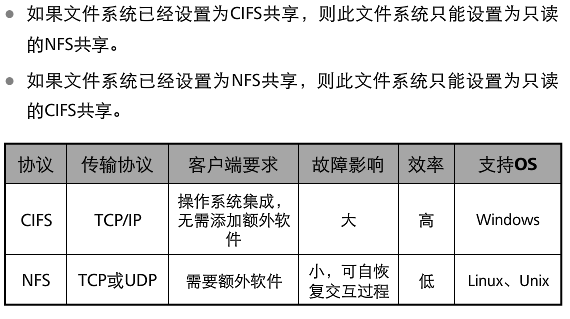 ● 如果文件系统已经设置为CIFS共享，则此文件系统只能设置为只读
的NFS共享。
● 如果文件系统已经设置为NFS共享，则此文件系统只能设置为只读
的CIFS共享。
协议 传输协议 客户端要求 故障影响 效率 支持OS
CIFS TCP/IP 操作系统集成，无需添加额外软件 大 高 Windows
NFS TCP或UDP 需要额外软件 小，可自恢复交互过程 低 Linux、Unix